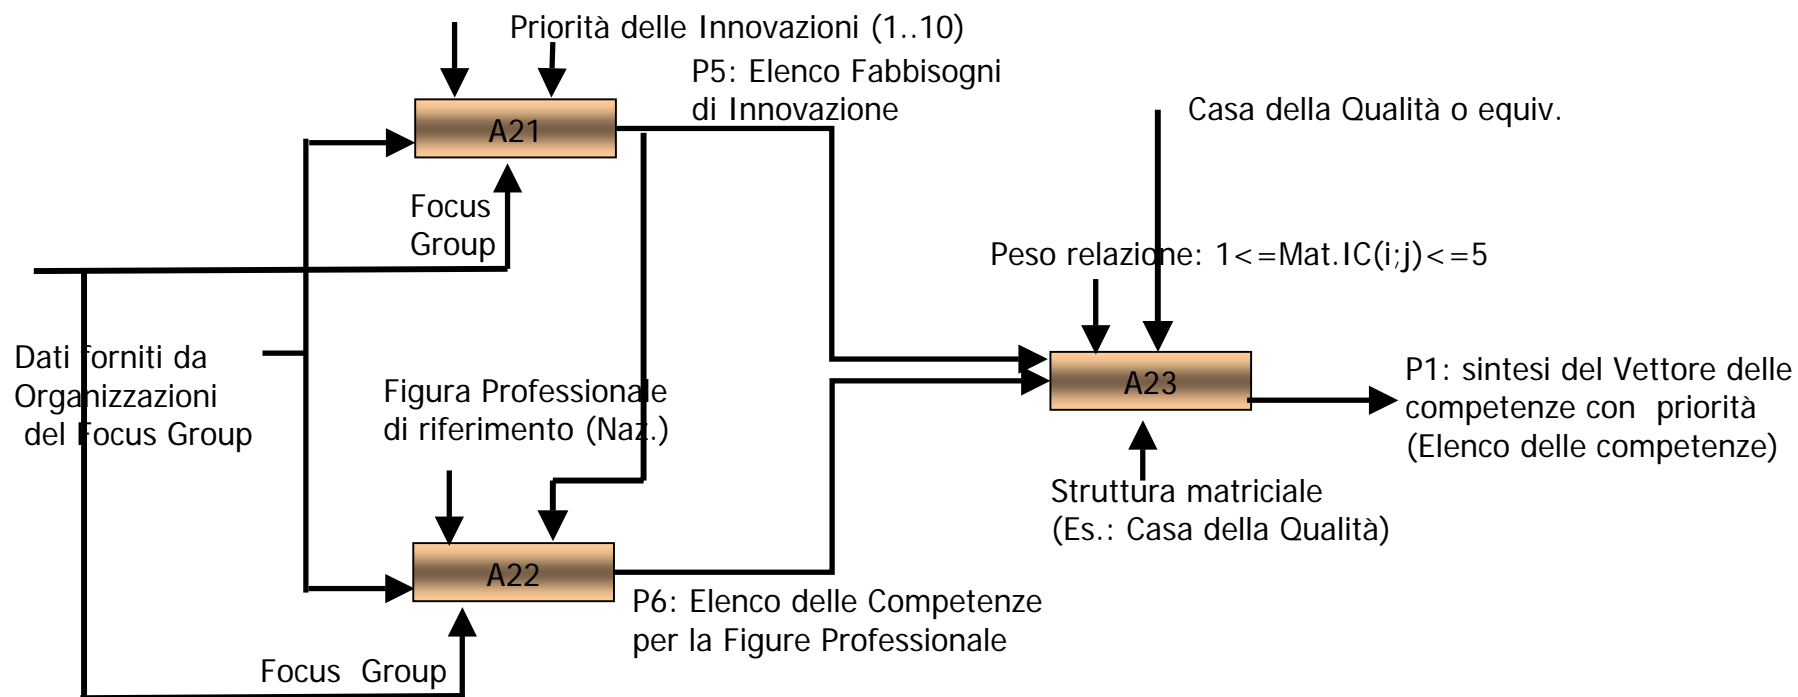 Priorità delle Innovazioni (1..10)
P5: Elenco Fabbisogni
di Innovazione
A21
Casa della Qualità o equiv.
Focus
Group
Peso relazione: 1<=Mat.IC(i;j)<=5
Dati forniti da
Organizzazioni
del Focus Group
Figura Professionale
di riferimento (Naz.)
A23
P1: sintesi del Vettore delle
competenze con priorità
(Elenco delle competenze)
Struttura matriciale
(Es.: Casa della Qualità)
A22
P6: Elenco delle Competenze
per la Figure Professionale
Focus Group